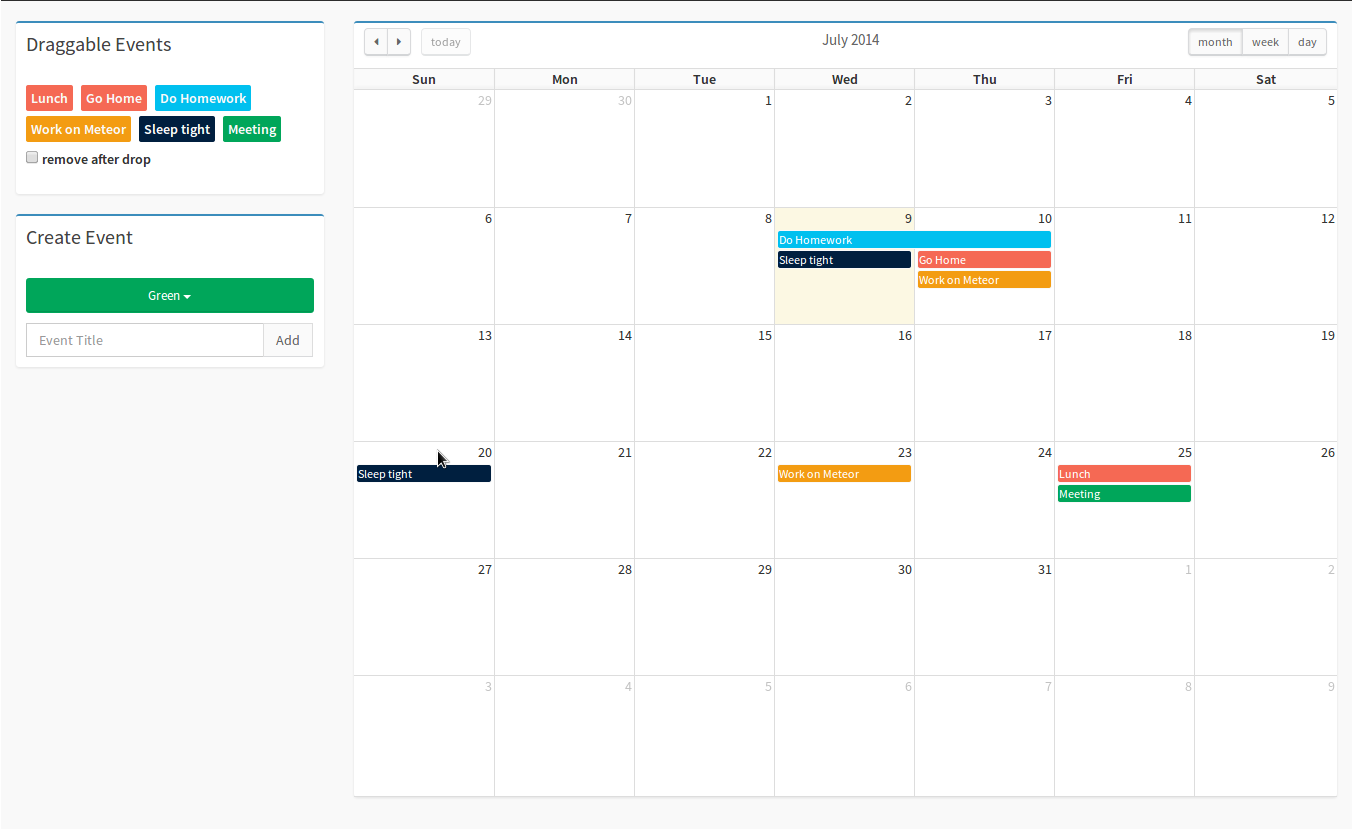 Draggable Events
Lunch Go Home Do Homework
Work on Meteor Sleep tight Meeting
remove after drop
Create Event
Green
Event Title Add
today July 2014 month week day
Sun Mon Tue Wed Thu Fri Sat
29 30 1 2 3 4 5
6 7 8 9 10 11 12
Do Homework
Sleep tight Go Home
Work on Meteor
13 14 15 16 17 18 19
20 21 22 23 24 25 26
Sleep tight Work on Meteor Lunch
Meeting
27 28 29 30 31 1 2
3 4 5 6 7 8 9